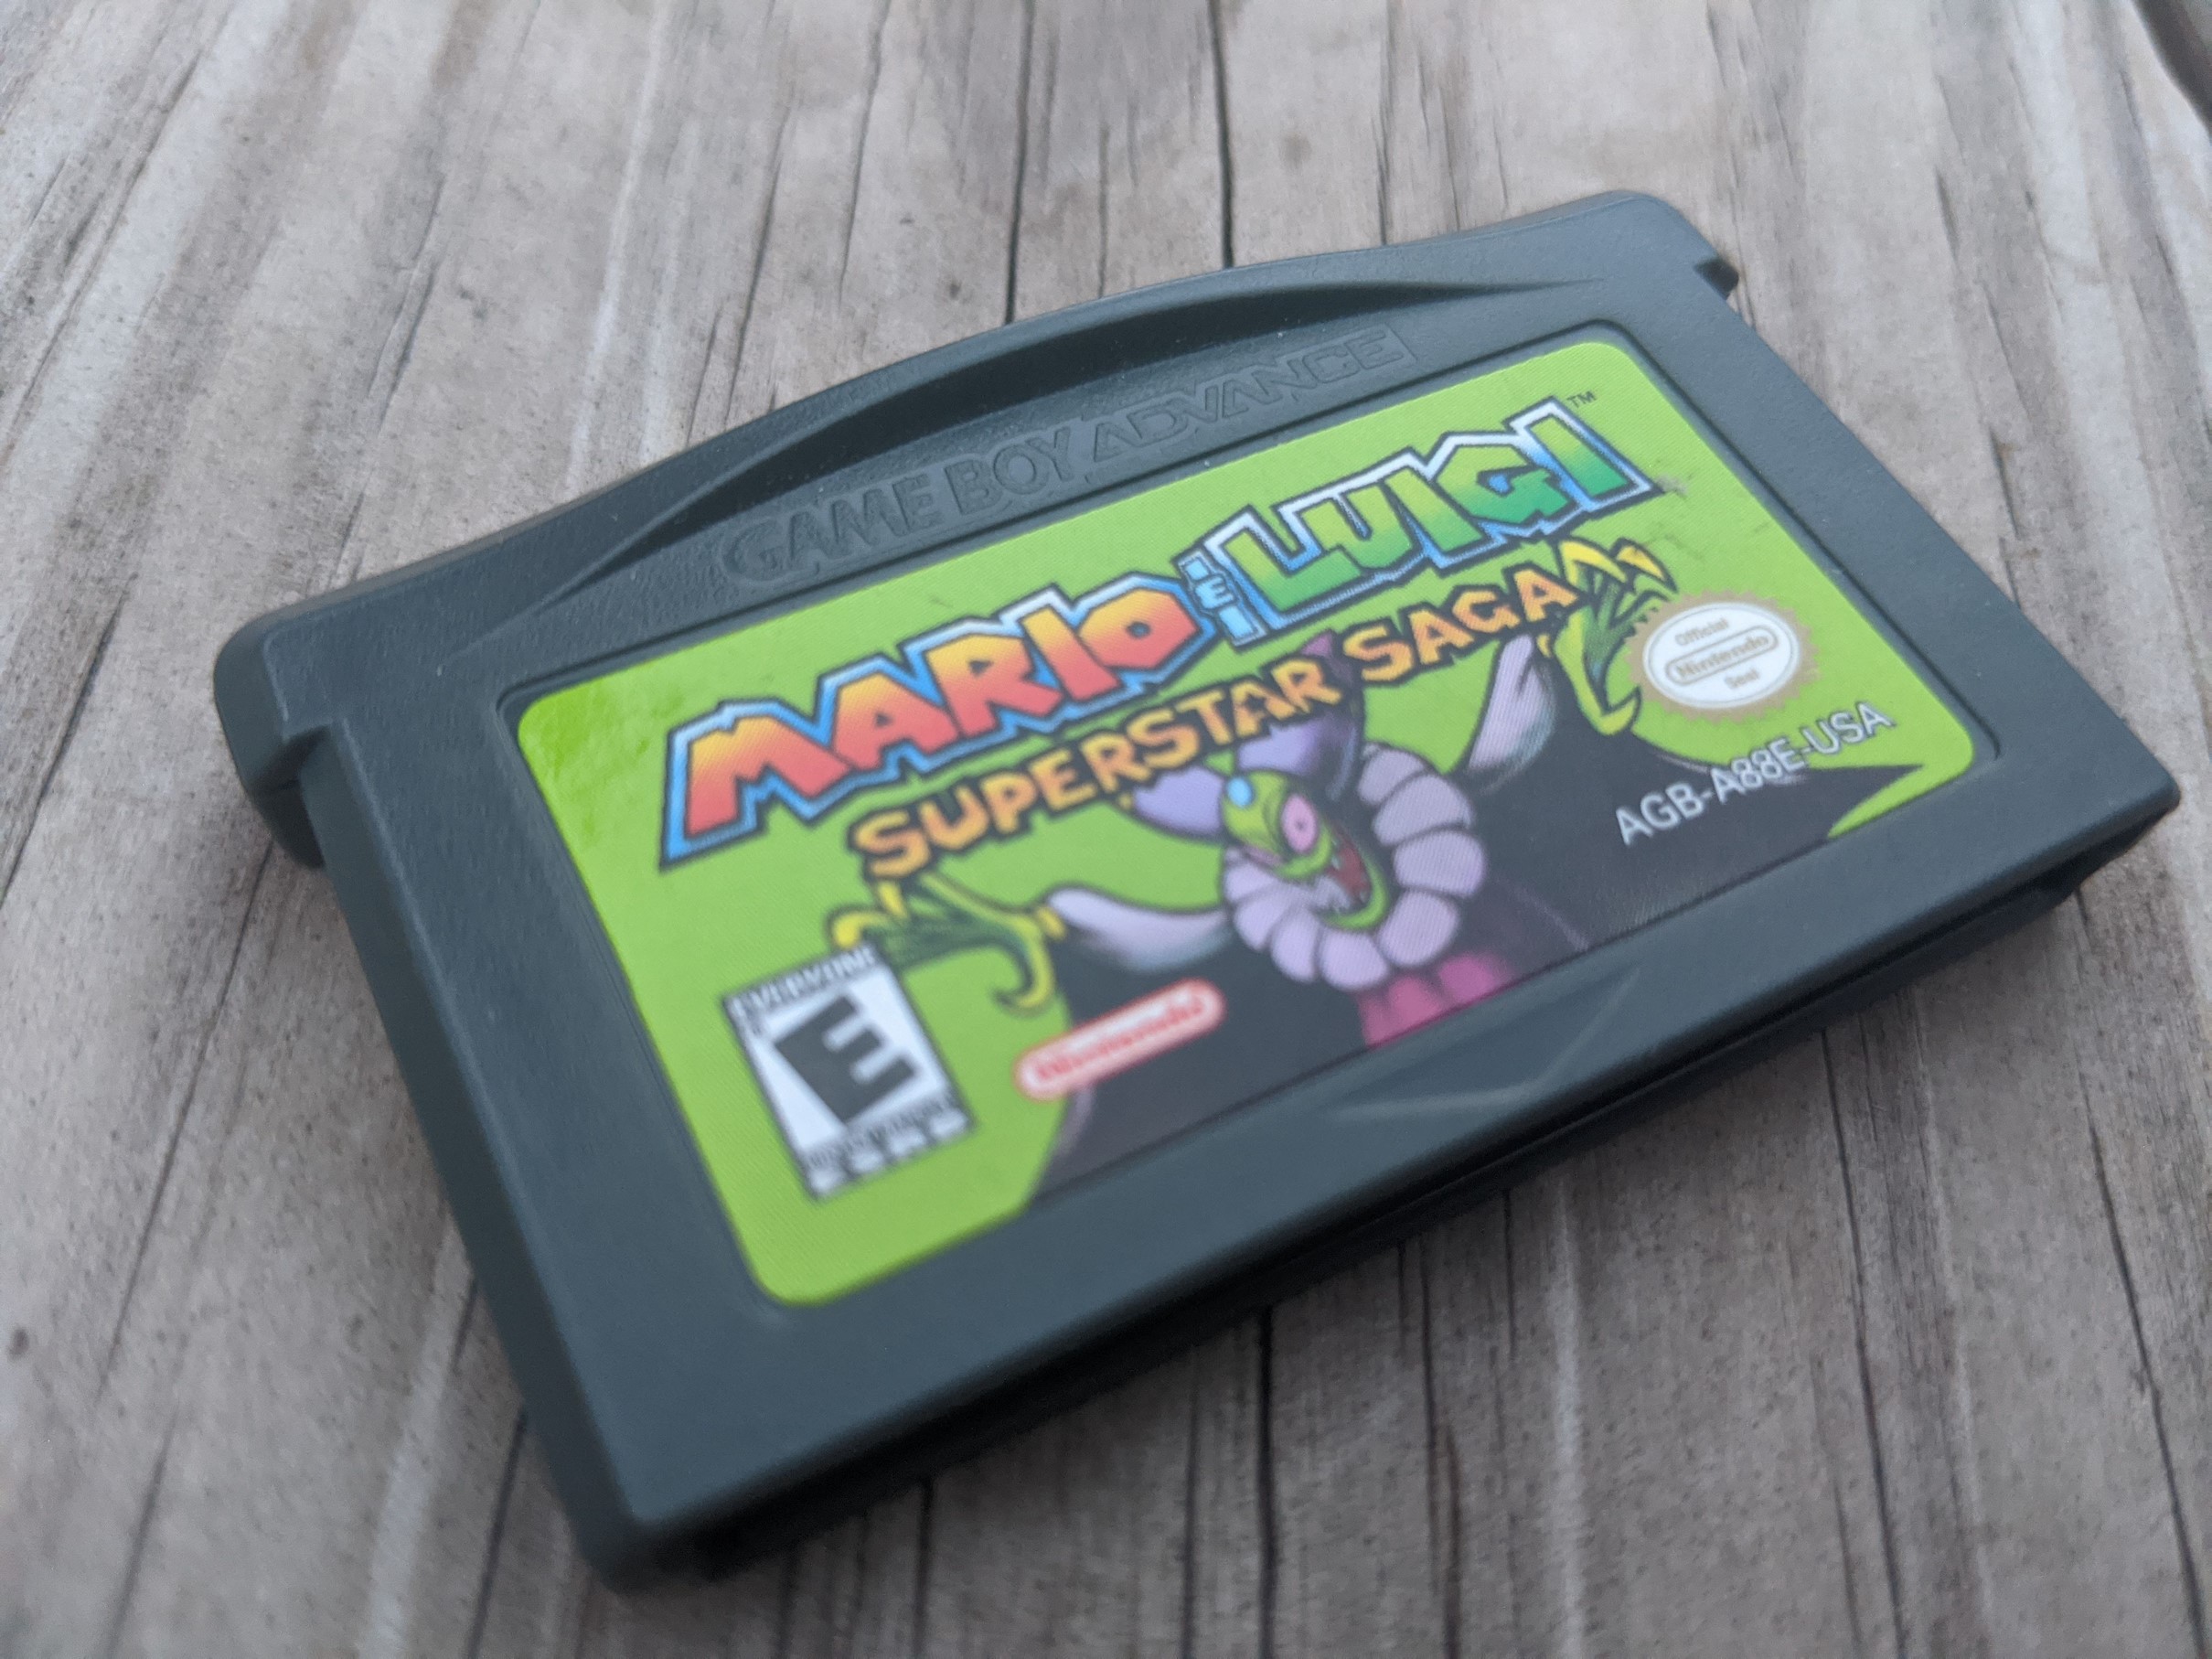 GAME BOY ADVANCE
MARIO & LUIGI™
SUPERSTAR SAGA
Official
Nintendo
Seal
AGB-A88E-USA
EVERYONE
E
Nintendo